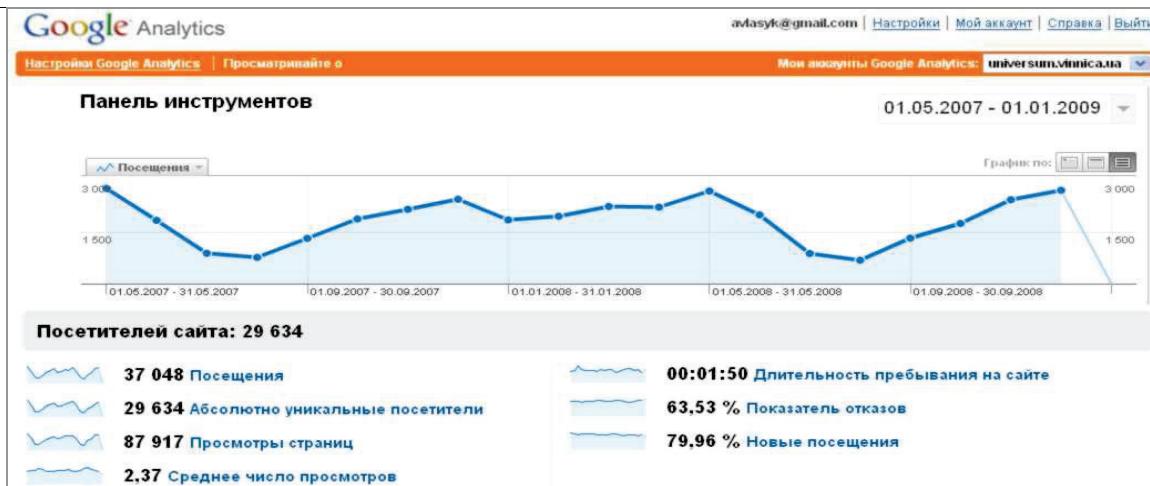 Google Analytics
avlasyk@gmail.com | Настройки | Мой аккаунт | Справка | Выйти
Настройки Google Analytics | Просматривайте о
Мои аккаунты Google Analytics: universum.vinnica.ua
Панель инструментов
01.05.2007 - 01.01.2009
Посещения
График по:
3 000
3 000
1 500
1 500
01.05.2007 - 31.05.2007
01.09.2007 - 30.09.2007
01.01.2008 - 31.01.2008
01.05.2008 - 31.05.2008
01.09.2008 - 30.09.2008
Посетителей сайта: 29 634
37 048 Посещения
29 634 Абсолютно уникальные посетители
87 917 Просмотры страниц
2,37 Среднее число просмотров
00:01:50 Длительность пребывания на сайте
63,53 % Показатель отказов
79,96 % Новые посещения